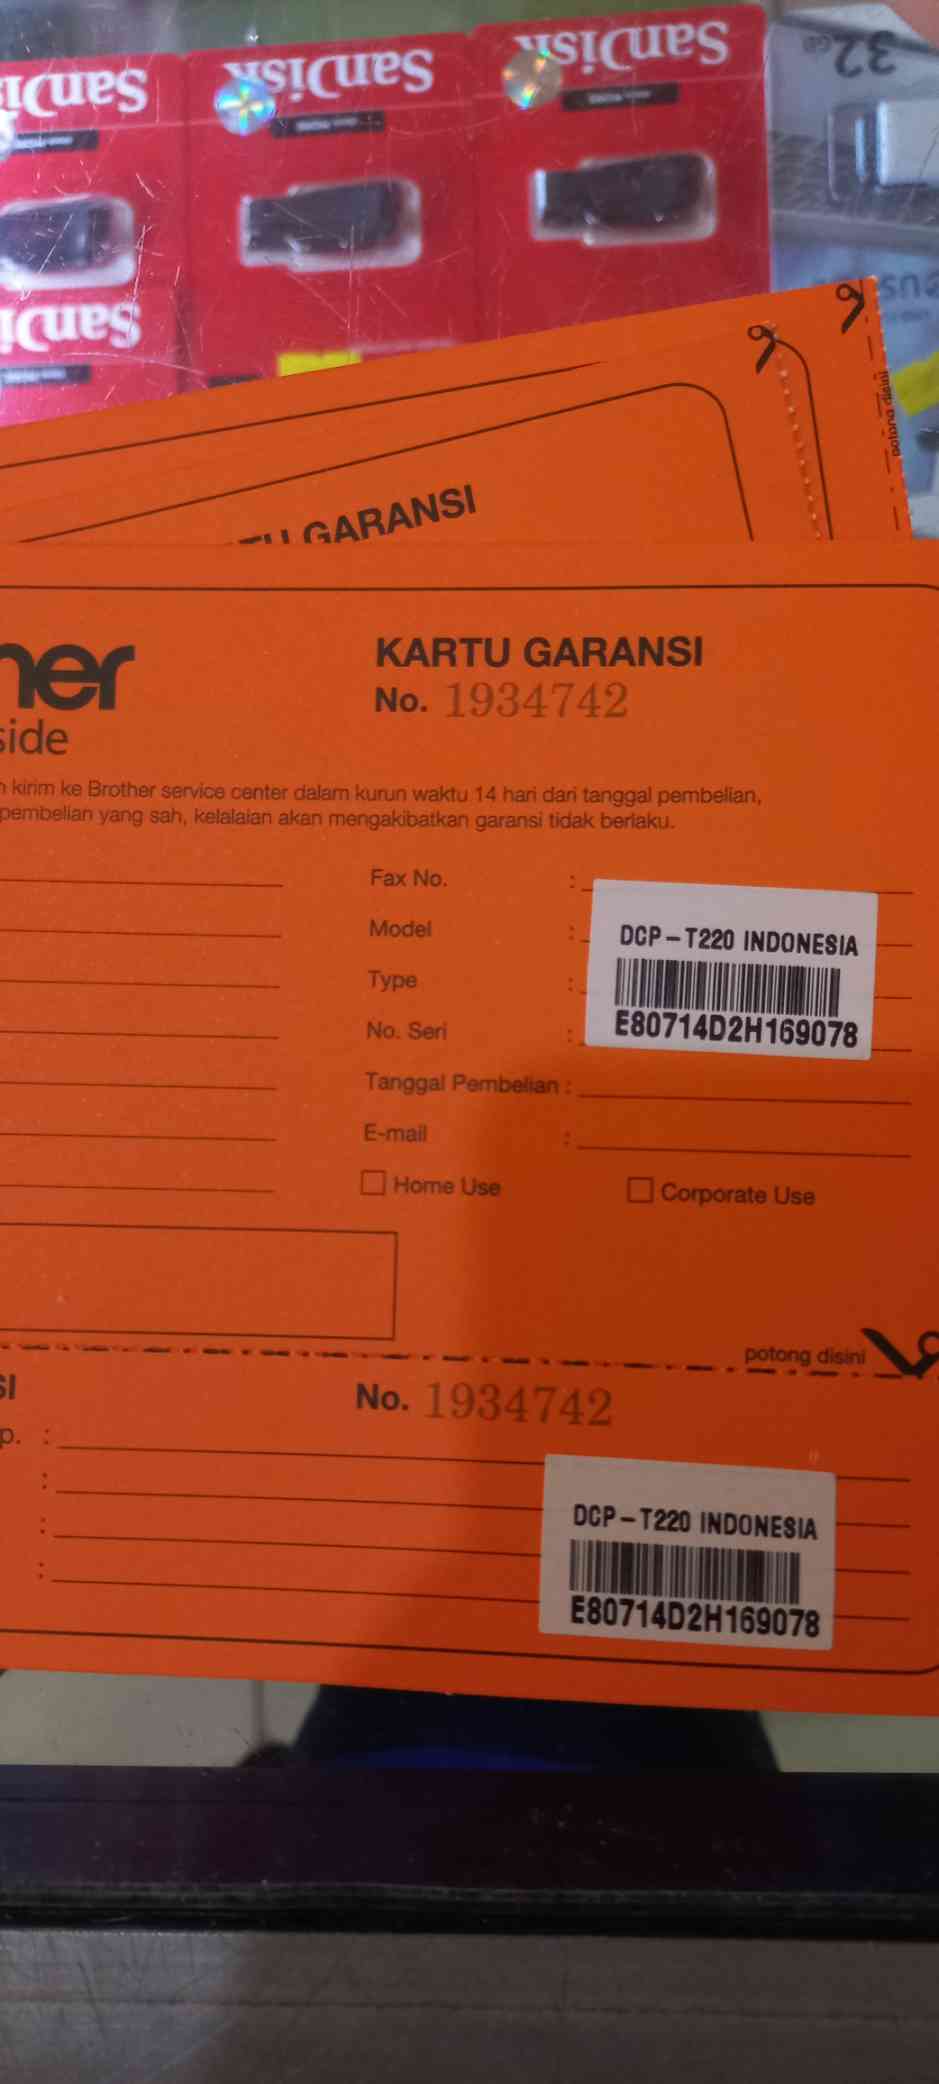 SanDisk
SanDisk
SanDisk
32 GB
SanDisk
potong disini
GARANSI
KARTU GARANSI
No. 1934742
side
kirim ke Brother service center dalam kurun waktu 14 hari dari tanggal pembelian,
pembelian yang sah, kelalaian akan mengakibatkan garansi tidak berlaku.
Fax No. :
Model :
Type :
No. Seri :
DCP-T220 INDONESIA
E80714D2H169078
Tanggal Pembelian :
E-mail :
Home Use
Corporate Use
potong disini
No. 1934742
p. :
:
:
:
DCP-T220 INDONESIA
E80714D2H169078